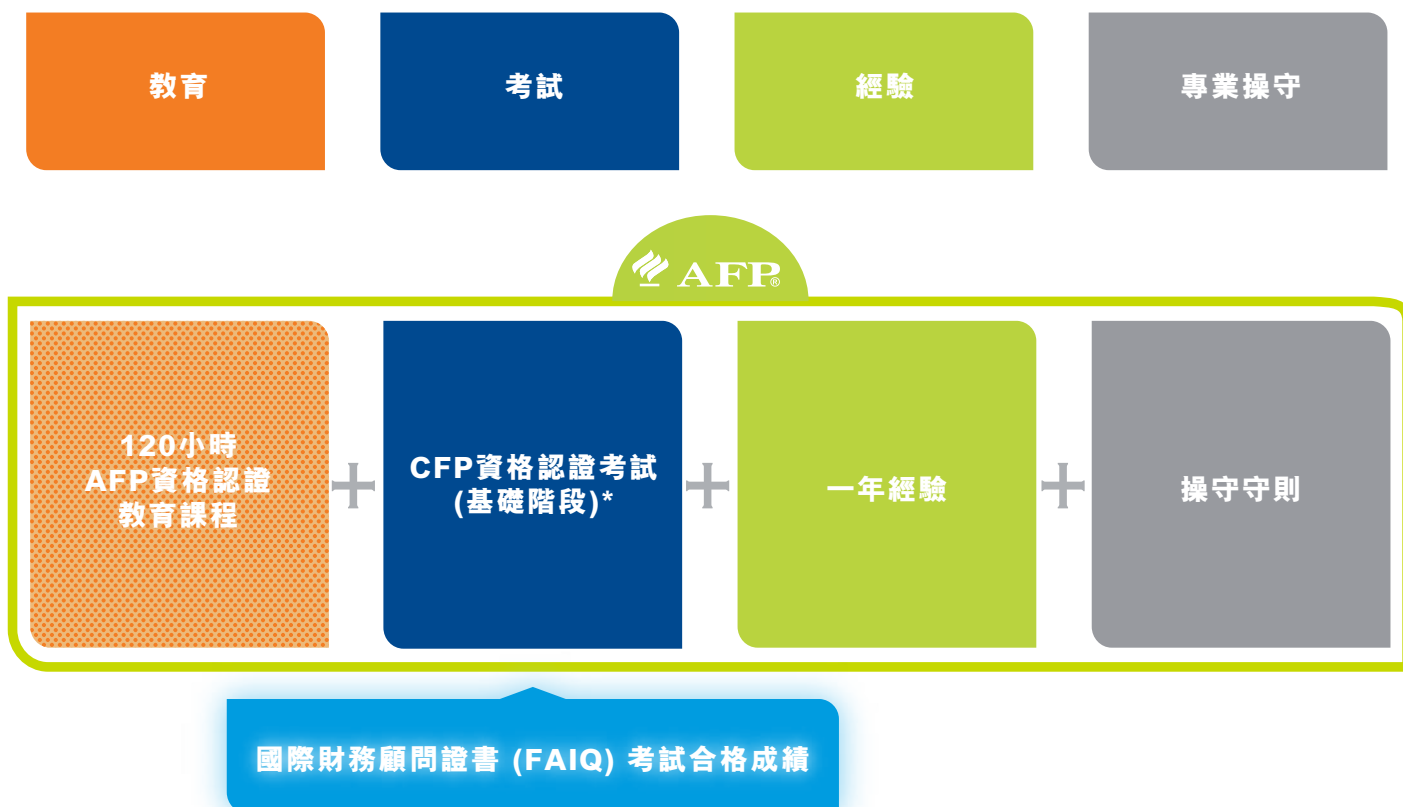 教育
考試
經驗
專業操守
AFP®
120小時
AFP資格認證
教育課程
+
CFP資格認證考試
(基礎階段)*
+
一年經驗
+
操守守則
國際財務顧問證書 (FAIQ) 考試合格成績